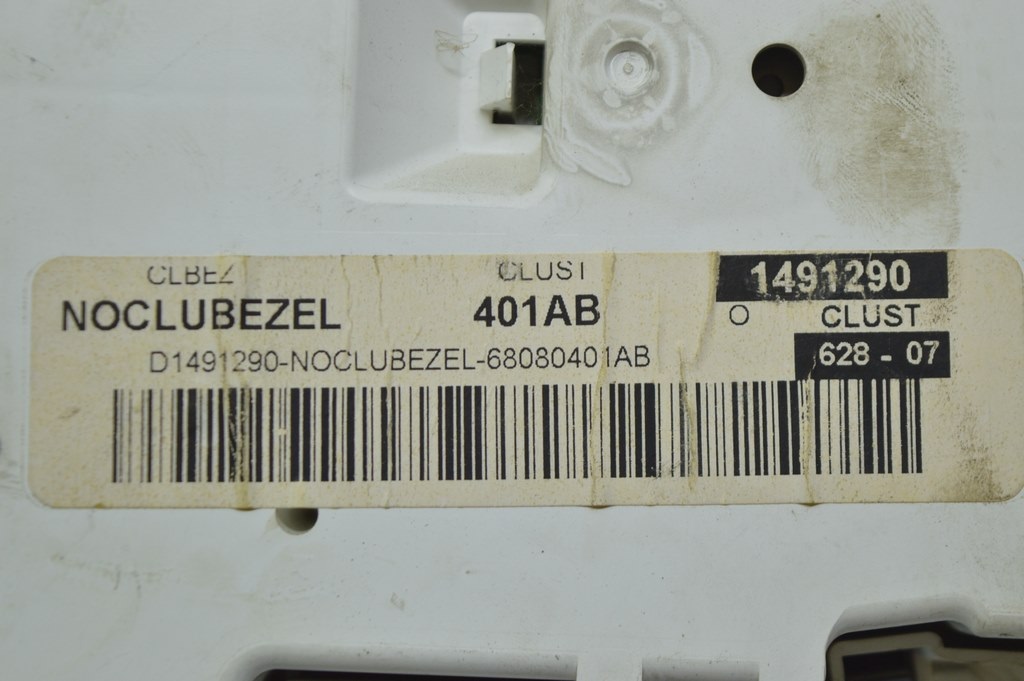 CLBEZ CLUST 1491290
NOCLUBEZEL 401AB O CLUST
D1491290-NOCLUBEZEL-68080401AB 628 - 07